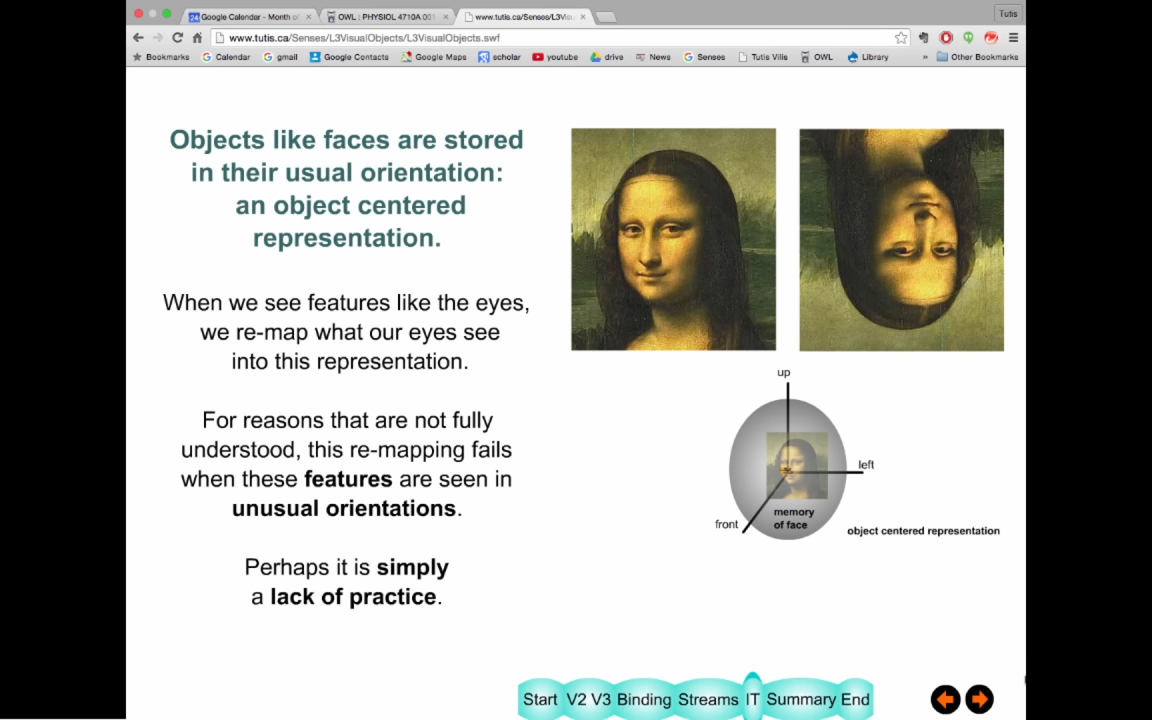 Google Calendar - Month o
OWL : PHYSIOL 4710A 001
www.tutis.ca/Senses/L3Visu
Tutis
www.tutis.ca/Senses/L3VisualObjects/L3VisualObjects.swf
Bookmarks Calendar gmail Google Contacts Google Maps scholar youtube drive News Senses Tutis Vilis OWL Library » Other Bookmarks
Objects like faces are stored
in their usual orientation:
an object centered
representation.
When we see features like the eyes,
we re-map what our eyes see
into this representation.
For reasons that are not fully
understood, this re-mapping fails
when these features are seen in
unusual orientations.
Perhaps it is simply
a lack of practice.
up
left
front
memory
of face
object centered representation
Start V2 V3 Binding Streams IT Summary End